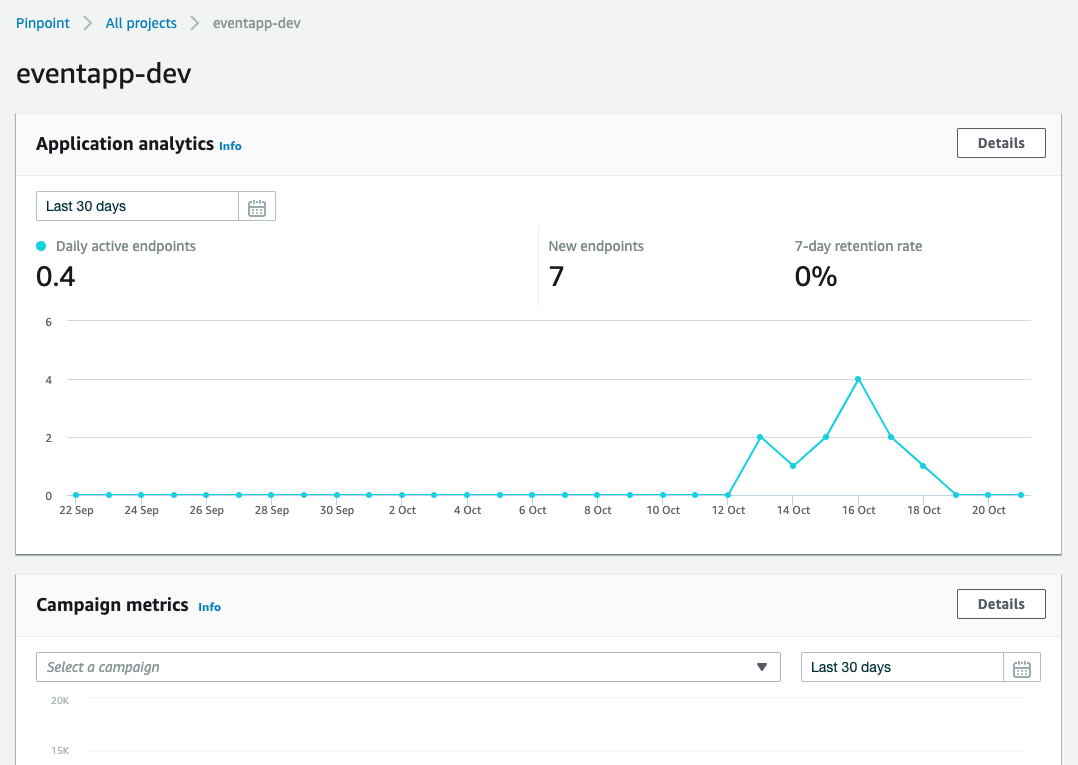 Pinpoint All projects eventapp-dev
eventapp-dev
Application analytics Info Details
Last 30 days
Daily active endpoints New endpoints 7-day retention rate
0.4 7 0%
6
4
2
0
22 Sep 24 Sep 26 Sep 28 Sep 30 Sep 2 Oct 4 Oct 6 Oct 8 Oct 10 Oct 12 Oct 14 Oct 16 Oct 18 Oct 20 Oct
Campaign metrics Info Details
Select a campaign Last 30 days
20K
15K